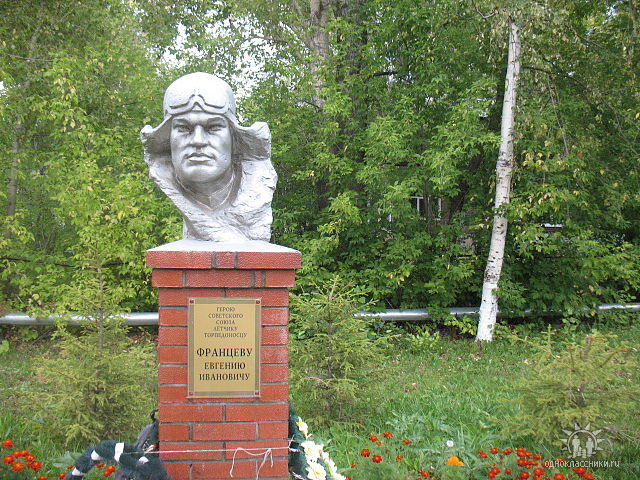 ГЕРОЮ
СОВЕТСКОГО
СОЮЗА
ЛЁТЧИКУ
ТОРПЕДОНОСЦУ
ФРАНЦЕВУ
ЕВГЕНИЮ
ИВАНОВИЧУ
одноклассники.ru